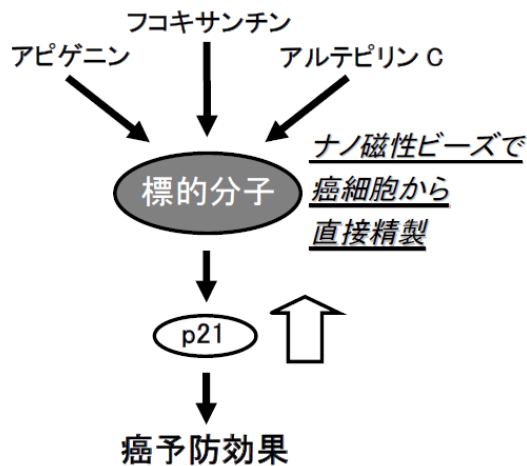 フコキサンチン
アピゲニン
アルテピリン C
標的分子
ナノ磁性ビーズで
癌細胞から
直接精製
p21
癌予防効果